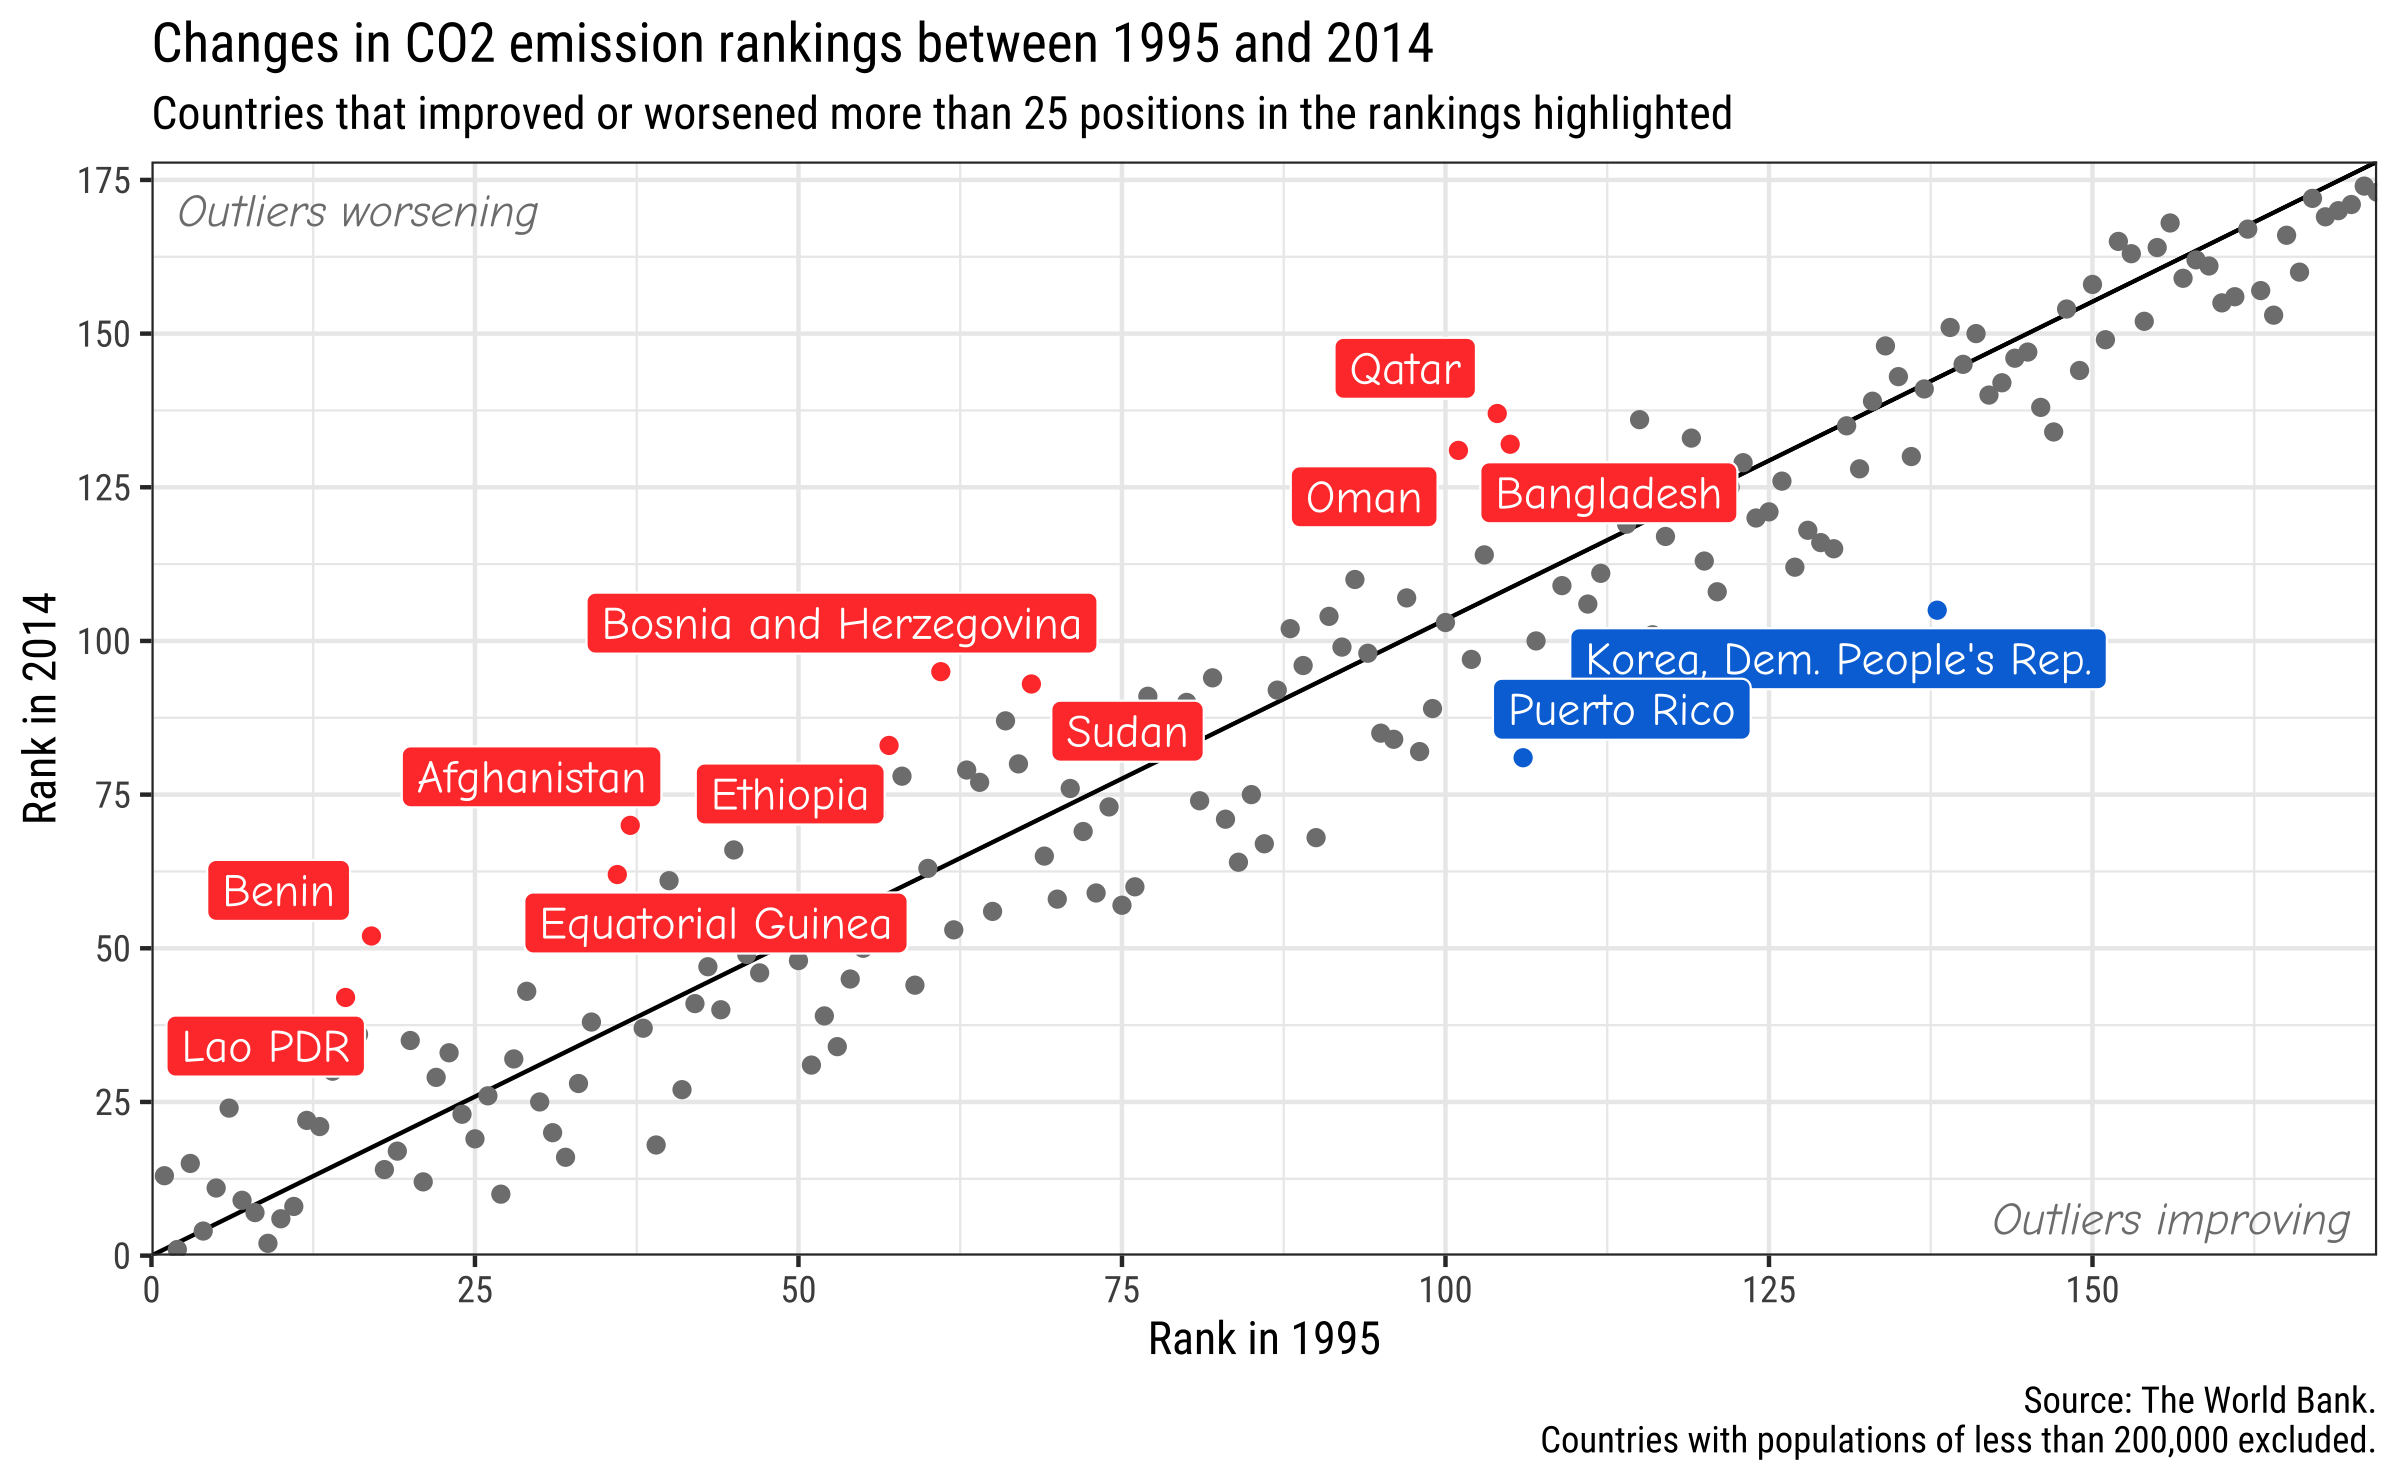 Changes in CO2 emission rankings between 1995 and 2014
Countries that improved or worsened more than 25 positions in the rankings highlighted
175
Outliers worsening
150
Qatar
125
Oman
Bangladesh
Bosnia and Herzegovina
100
Korea, Dem. People's Rep.
Puerto Rico
Sudan
Afghanistan
Ethiopia
75
Benin
Equatorial Guinea
50
Lao PDR
25
Outliers improving
0
Rank in 2014
0 25 50 75 100 125 150
Rank in 1995
Source: The World Bank.
Countries with populations of less than 200,000 excluded.